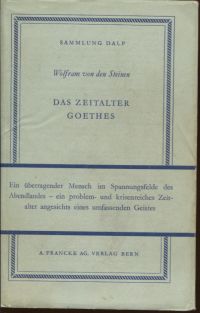 SAMMLUNG DALP
Wolfram von den Steinen
DAS ZEITALTER
GOETHES
Ein überragender Mensch im Spannungsfelde des
Abendlandes – ein problem- und krisenreiches Zeit-
alter angesichts eines umfassenden Geistes
A. FRANCKE AG. VERLAG BERN